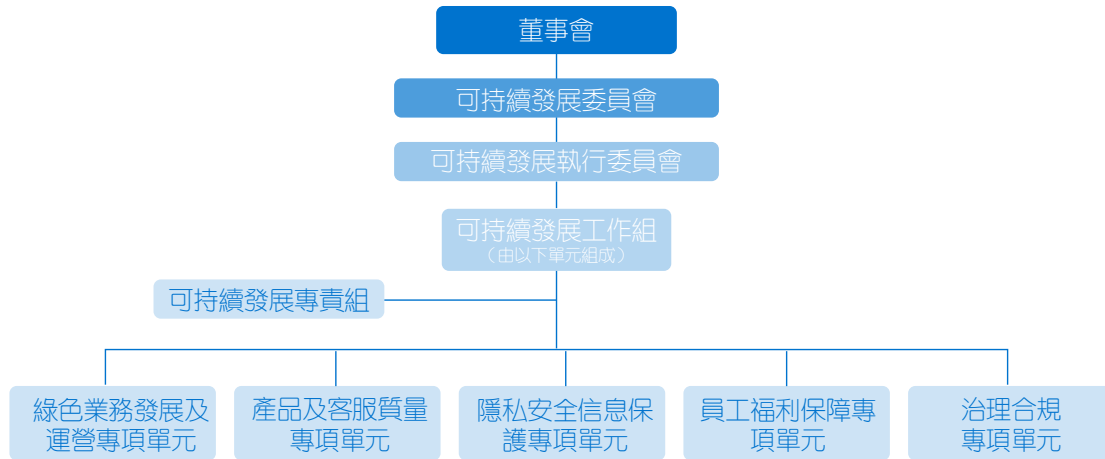 董事會
可持續發展委員會
可持續發展執行委員會
可持續發展工作組
（由以下單元組成）
可持續發展專責組
綠色業務發展及
運營專項單元
產品及客服質量
專項單元
隱私安全信息保
護專項單元
員工福利保障專
項單元
治理合規
專項單元